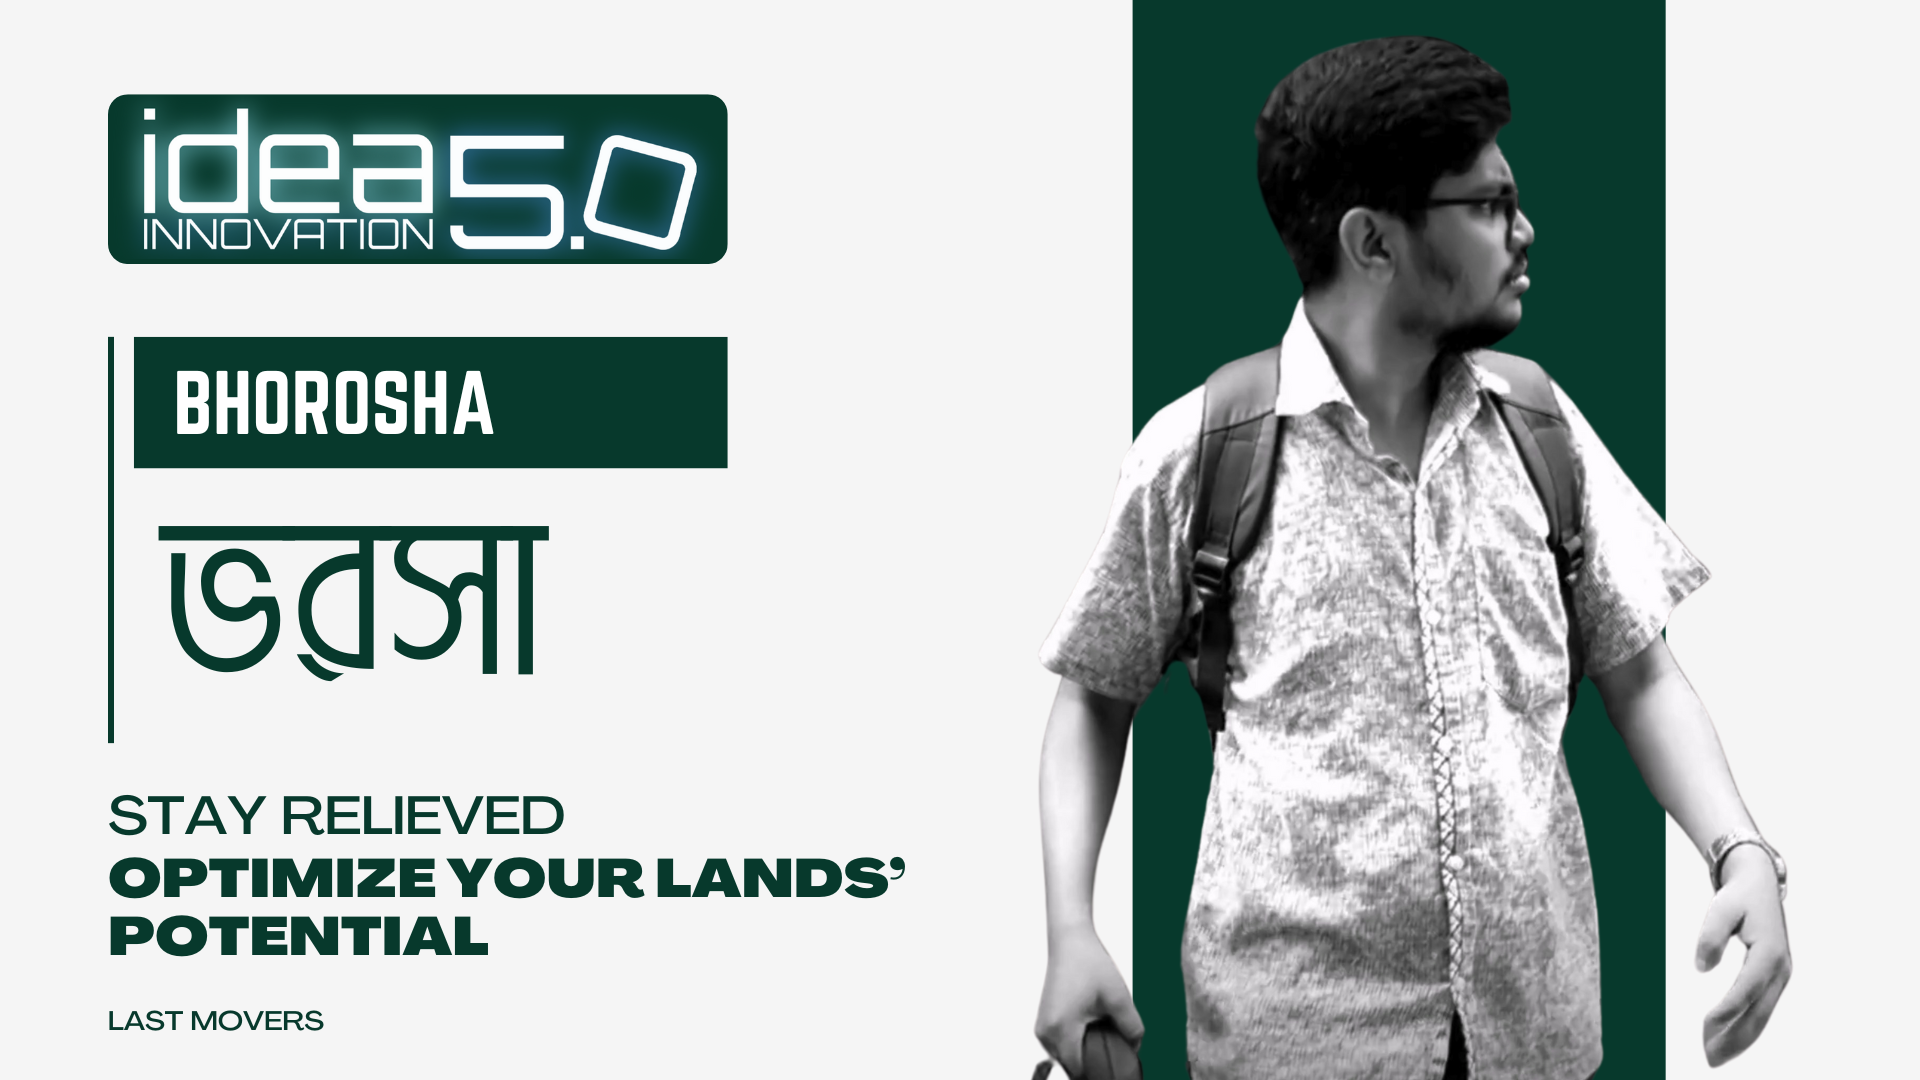 idea 5.0
INNOVATION
BHOROSHA
ভরসা
STAY RELIEVED
OPTIMIZE YOUR LANDS’
POTENTIAL
LAST MOVERS